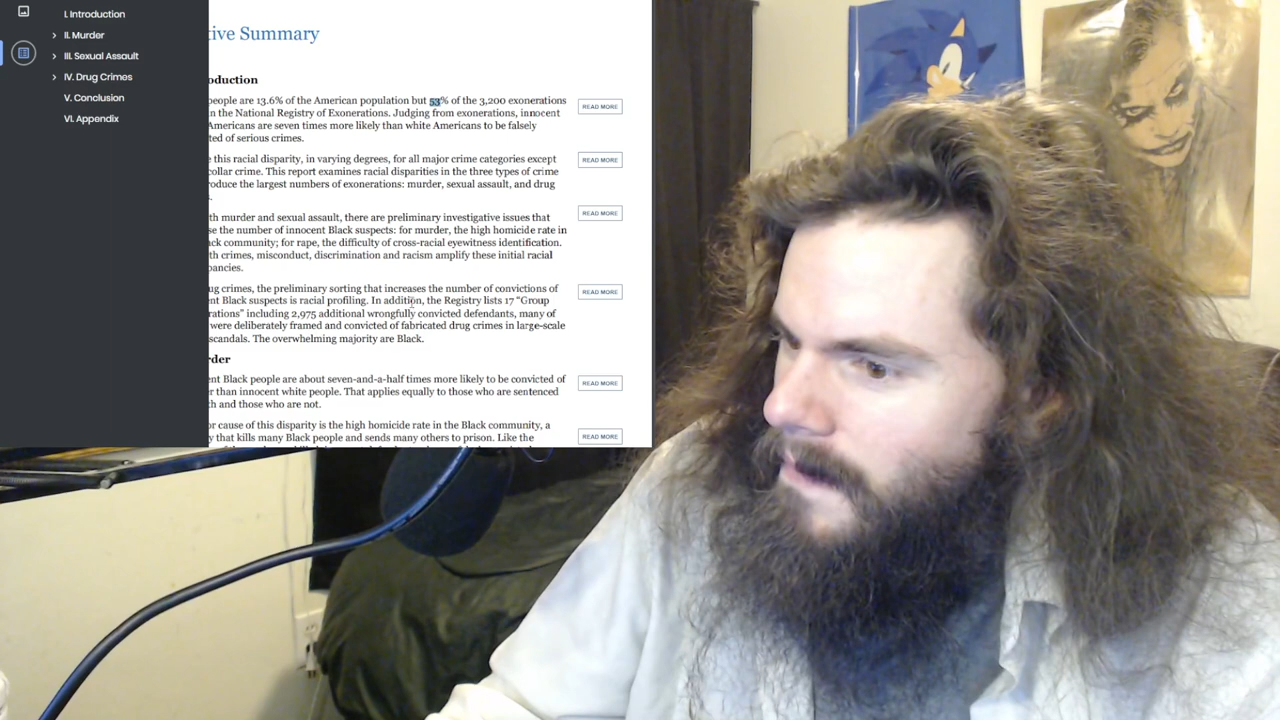 I. Introduction
II. Murder
III. Sexual Assault
IV. Drug Crimes
V. Conclusion
VI. Appendix
tive Summary
oduction
people are 13.6% of the American population but 53% of the 3,200 exonerations
n the National Registry of Exonerations. Judging from exonerations, innocent
Americans are seven times more likely than white Americans to be falsely
ted of serious crimes.
READ MORE
e this racial disparity, in varying degrees, for all major crime categories except
collar crime. This report examines racial disparities in the three types of crime
roduce the largest numbers of exonerations: murder, sexual assault, and drug
s.
READ MORE
th murder and sexual assault, there are preliminary investigative issues that
se the number of innocent Black suspects: for murder, the high homicide rate in
ack community; for rape, the difficulty of cross-racial eyewitness identification.
th crimes, misconduct, discrimination and racism amplify these initial racial
pancies.
READ MORE
ug crimes, the preliminary sorting that increases the number of convictions of
ent Black suspects is racial profiling. In addition, the Registry lists 17 “Group
rations” including 2,975 additional wrongfully convicted defendants, many of
were deliberately framed and convicted of fabricated drug crimes in large-scale
scandals. The overwhelming majority are Black.
READ MORE
rder
ent Black people are about seven-and-a-half times more likely to be convicted of
r than innocent white people. That applies equally to those who are sentenced
th and those who are not.
READ MORE
or cause of this disparity is the high homicide rate in the Black community, a
y that kills many Black people and sends many others to prison. Like the
READ MORE